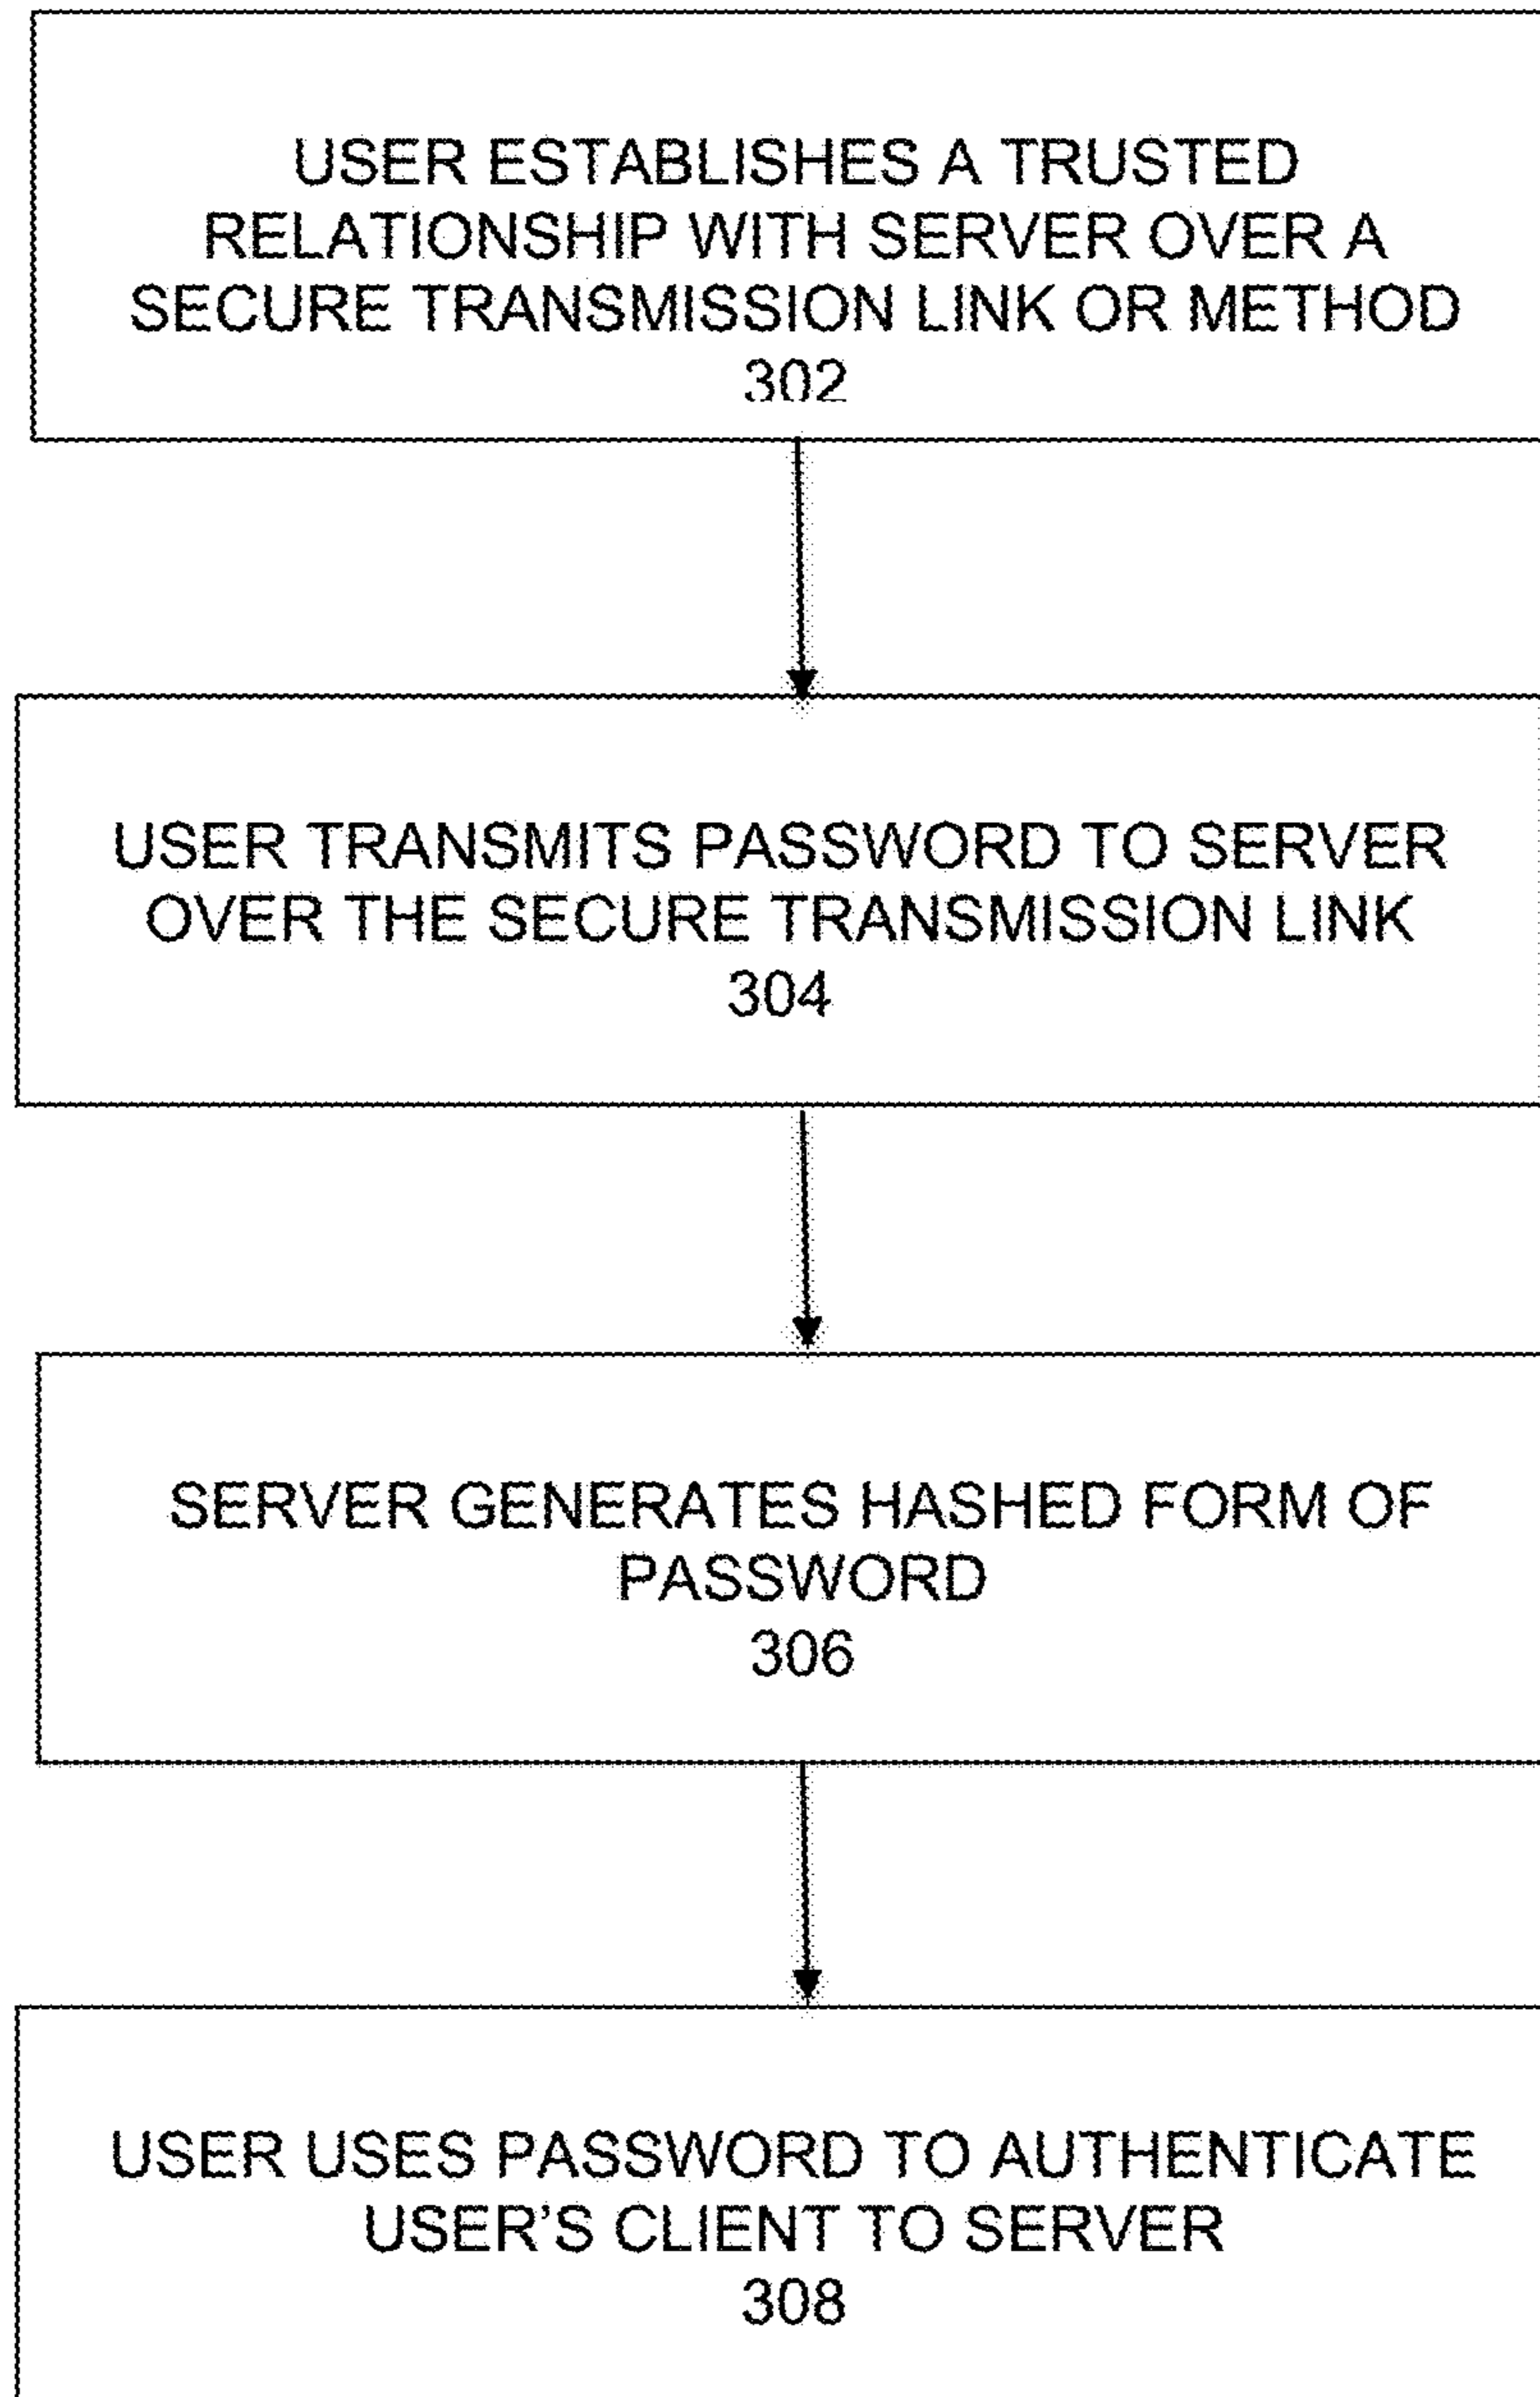 USER ESTABLISHES A TRUSTED
RELATIONSHIP WITH SERVER OVER A
SECURE TRANSMISSION LINK OR METHOD
302
USER TRANSMITS PASSWORD TO SERVER
OVER THE SECURE TRANSMISSION LINK
304
SERVER GENERATES HASHED FORM OF
PASSWORD
306
USER USES PASSWORD TO AUTHENTICATE
USER'S CLIENT TO SERVER
308